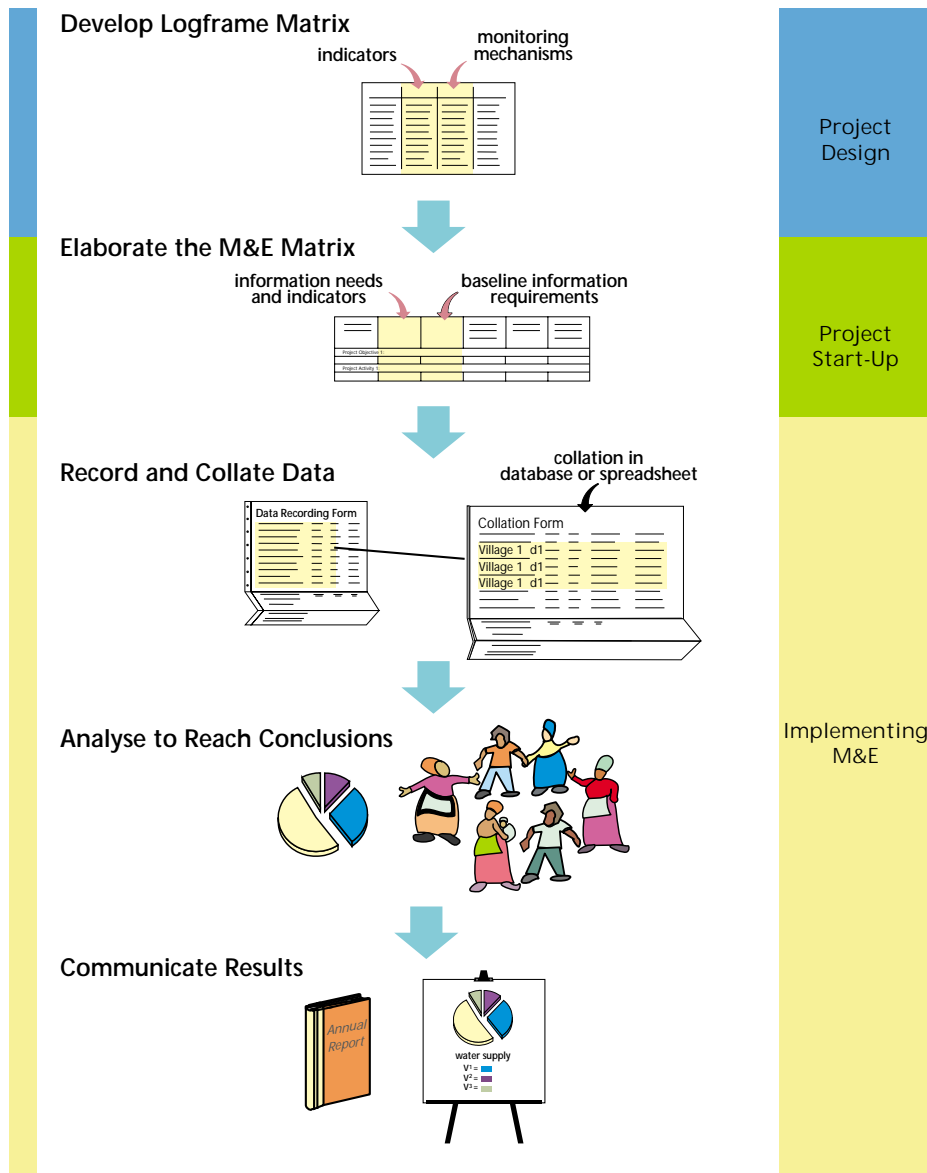 Develop Logframe Matrix
indicators
monitoring
mechanisms
Project
Design
Elaborate the M&E Matrix
information needs
and indicators
baseline information
requirements
Project Objective 1:
Project Activity 1:
Project
Start-Up
Record and Collate Data
collation in
database or spreadsheet
Data Recording Form
Collation Form
Village 1 d1
Village 1 d1
Village 1 d1
Analyse to Reach Conclusions
Implementing
M&E
Communicate Results
Annual
Report
water supply
V¹ =
V² =
V³ =